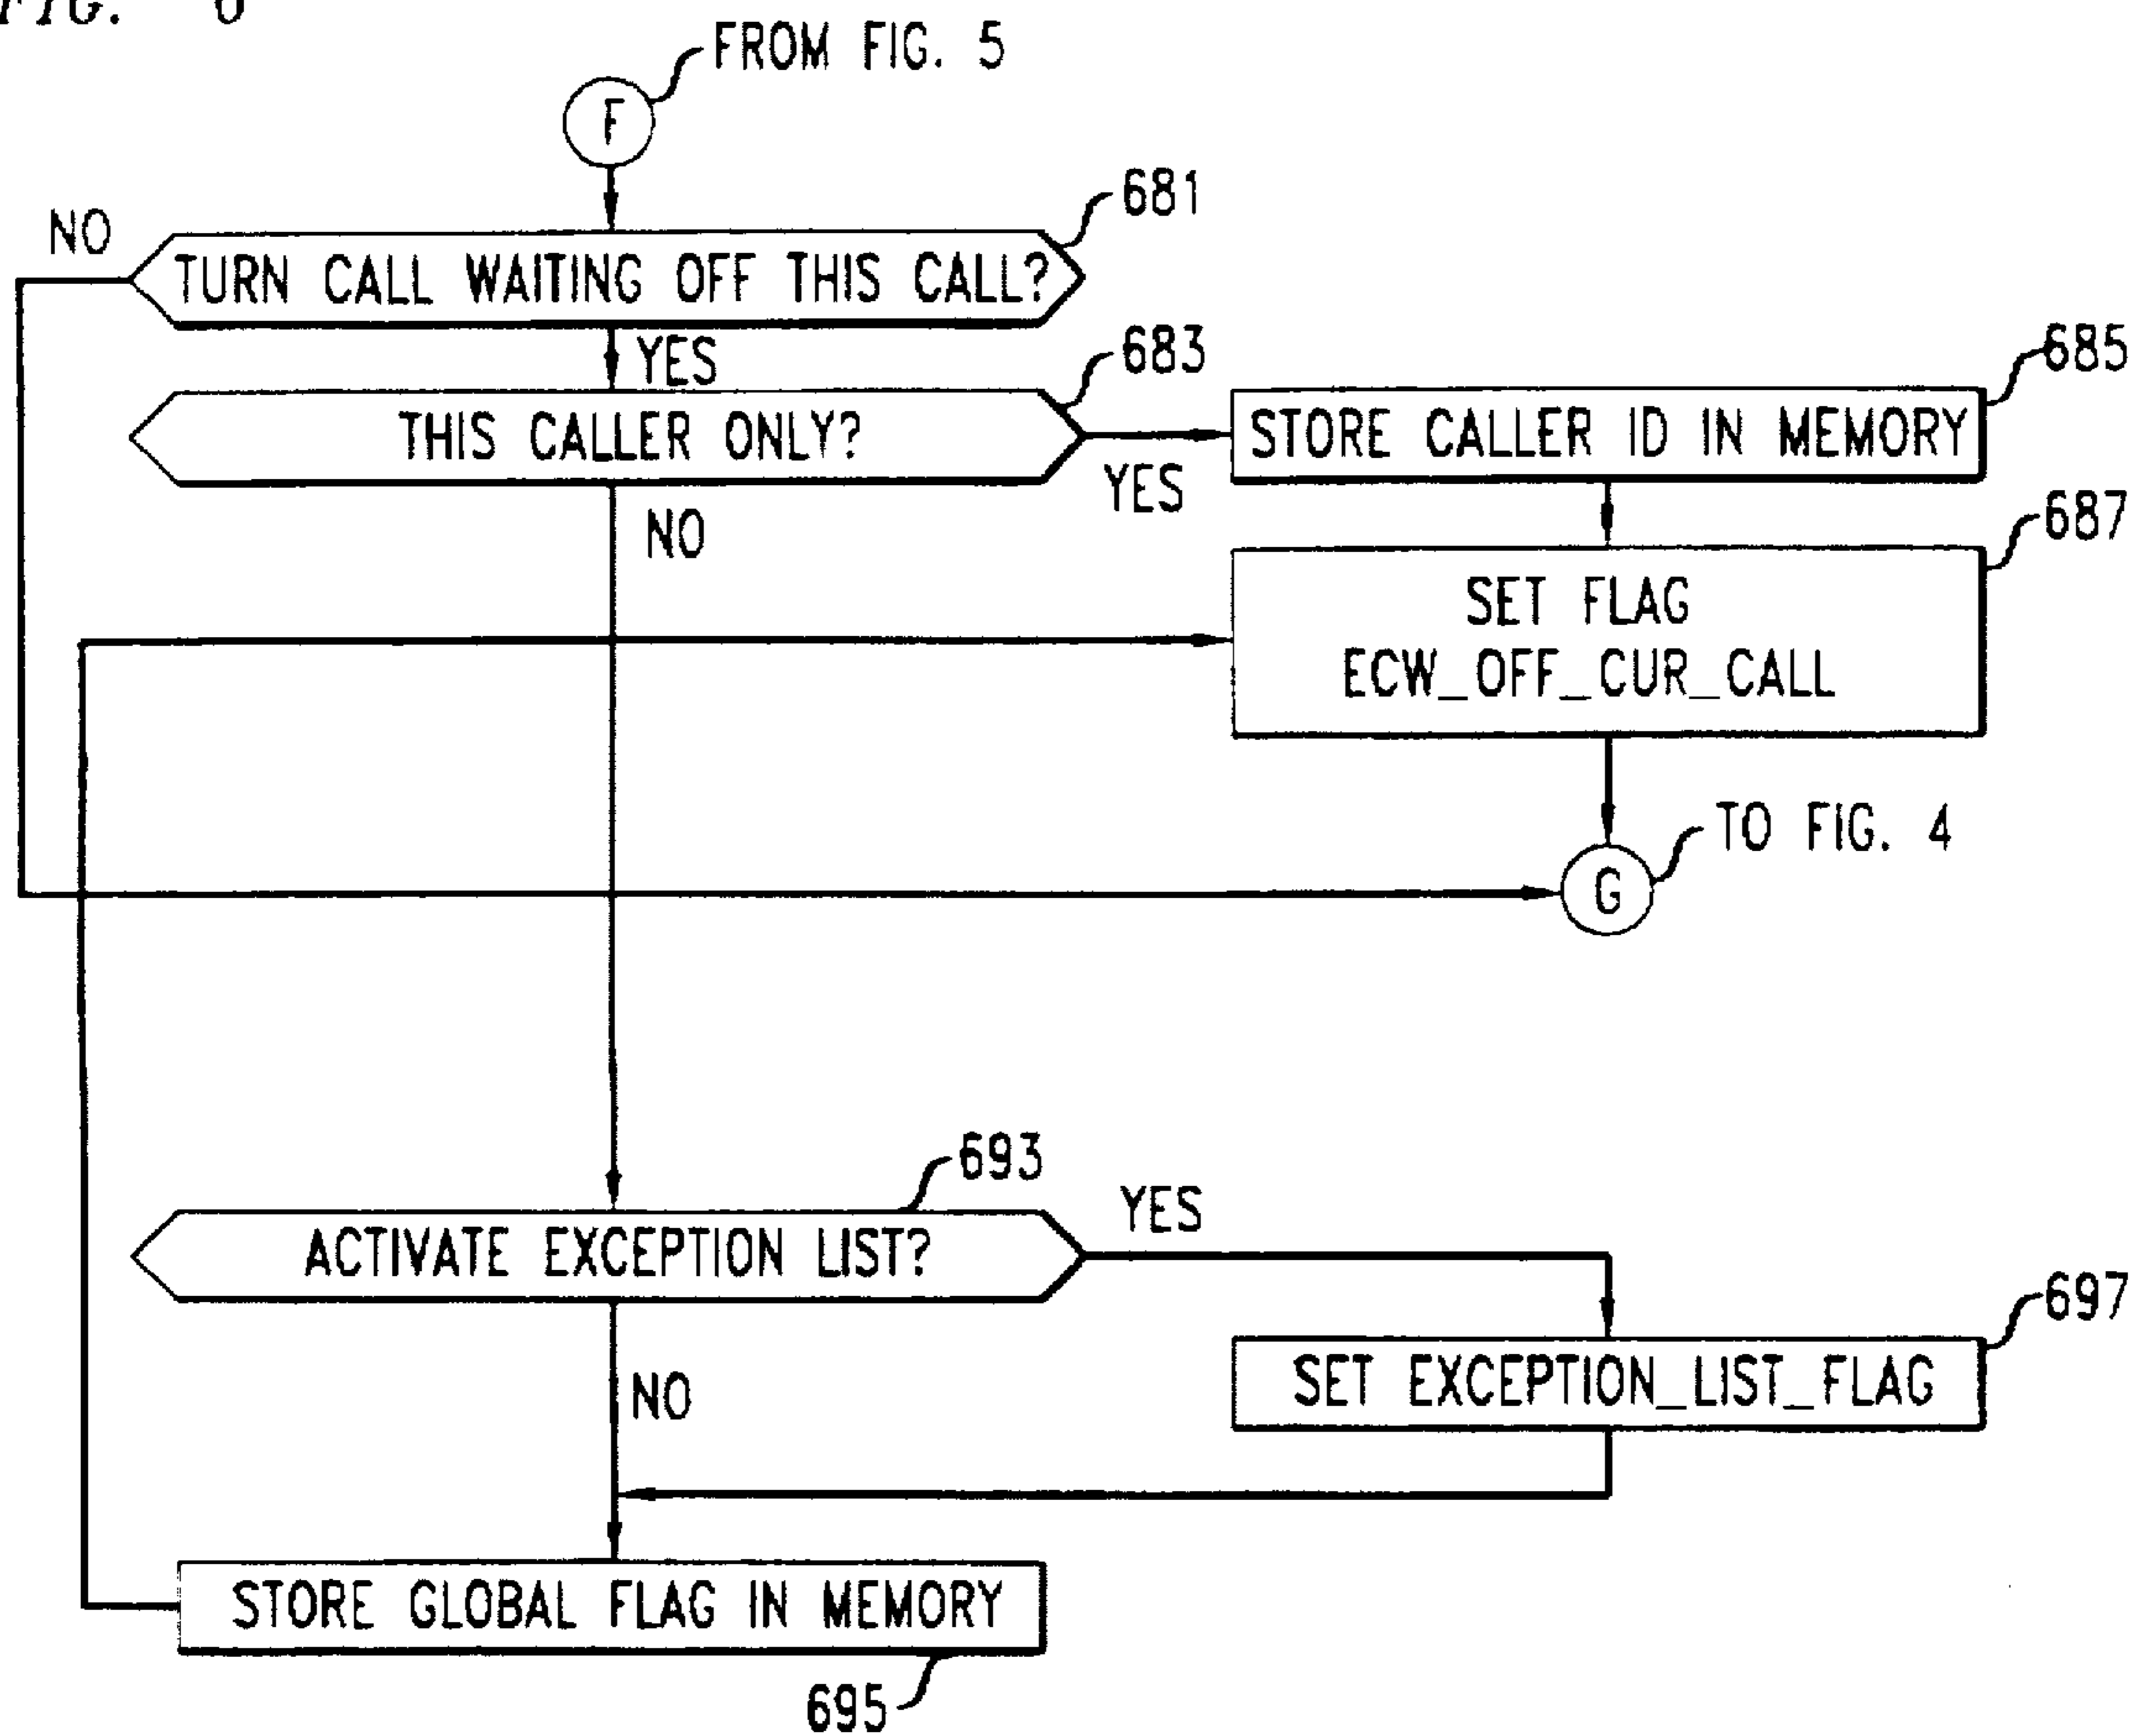 FIG. 6
FROM FIG. 5
F
681
NO
TURN CALL WAITING OFF THIS CALL?
YES
683
685
THIS CALLER ONLY?
STORE CALLER ID IN MEMORY
YES
NO
687
SET FLAG
ECW_OFF_CUR_CALL
TO FIG. 4
G
693
YES
ACTIVATE EXCEPTION LIST?
697
NO
SET EXCEPTION_LIST_FLAG
STORE GLOBAL FLAG IN MEMORY
695